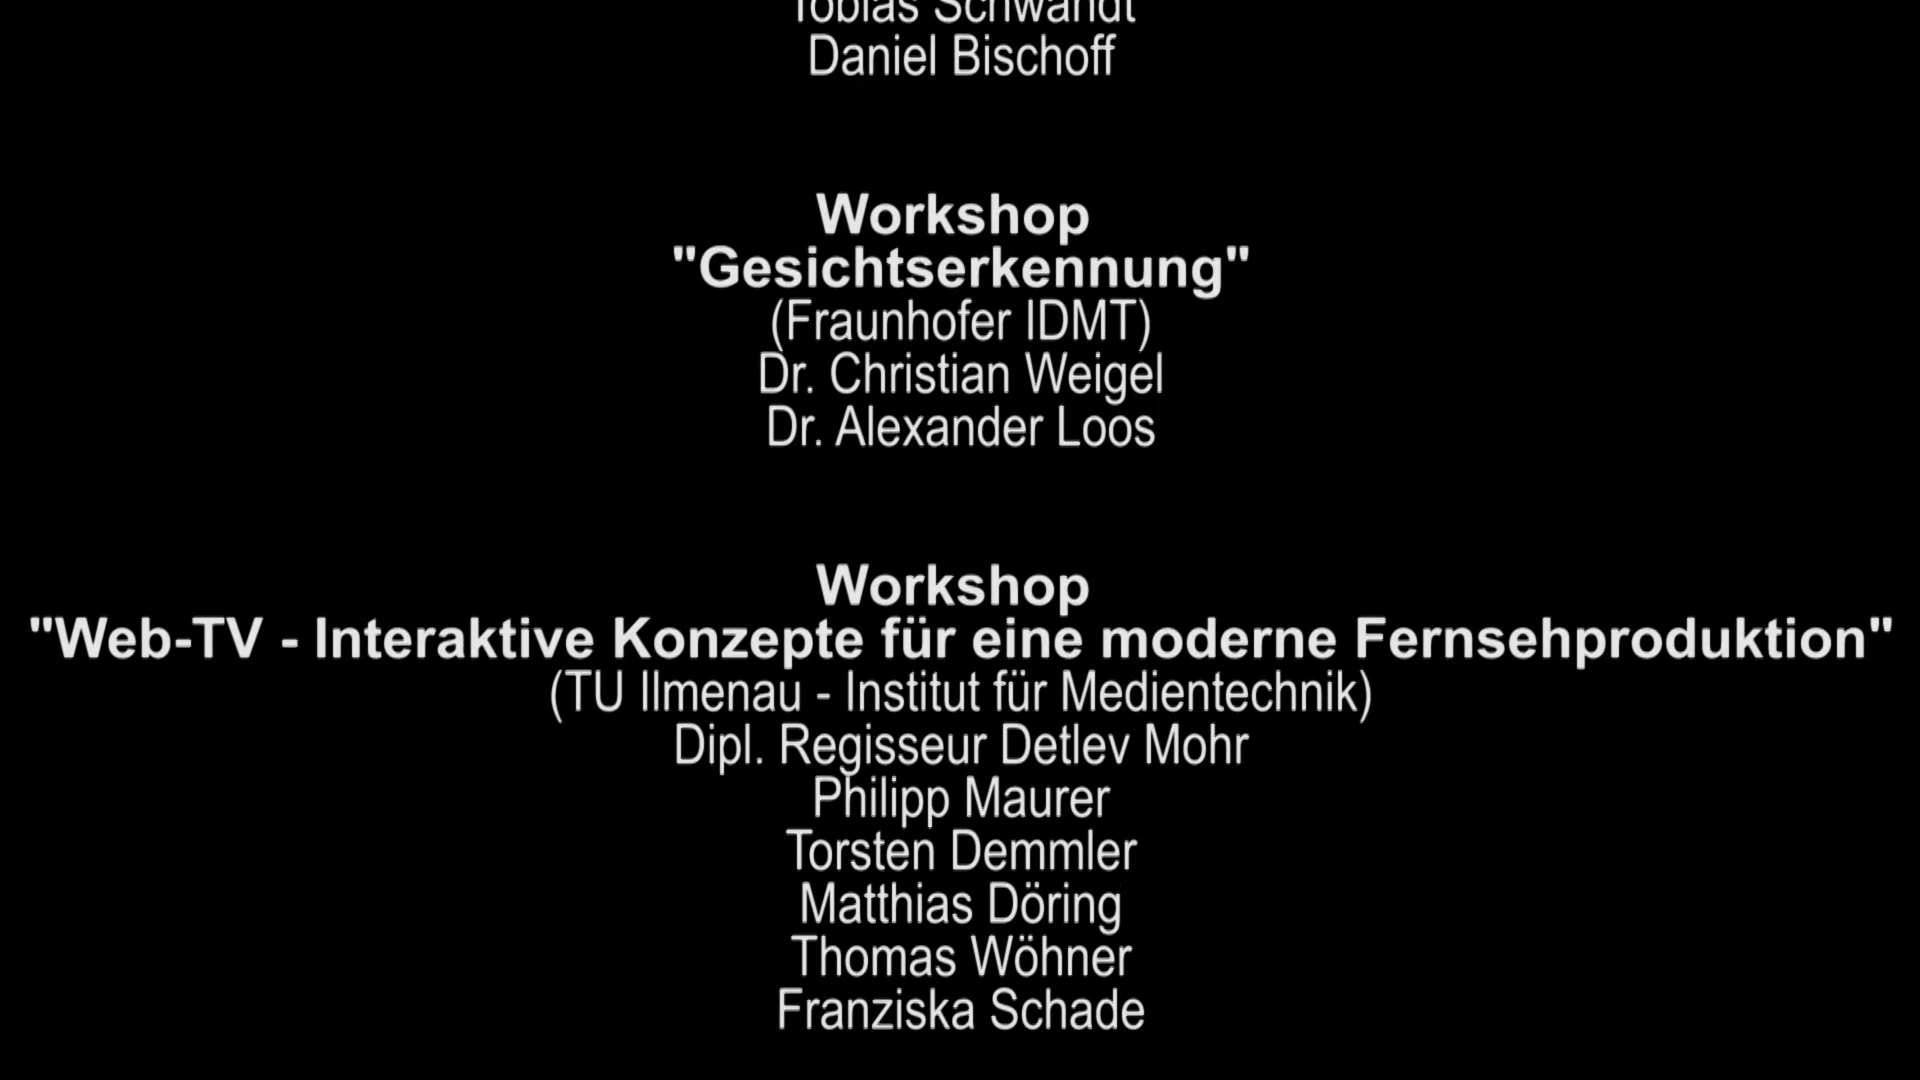 Tobias Schwandt
Daniel Bischoff
Workshop
"Gesichtserkennung"
(Fraunhofer IDMT)
Dr. Christian Weigel
Dr. Alexander Loos
Workshop
"Web-TV - Interaktive Konzepte für eine moderne Fernsehproduktion"
(TU Ilmenau - Institut für Medientechnik)
Dipl. Regisseur Detlev Mohr
Philipp Maurer
Torsten Demmler
Matthias Döring
Thomas Wöhner
Franziska Schade